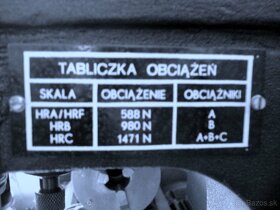 TABLICZKA OBCIĄŻEŃ
SKALA OBCIĄŻENIE OBCIĄŻNIKI
HRA/HRF 588 N A
HRB 980 N B
HRC 1471 N A+B+C
Bazos.sk